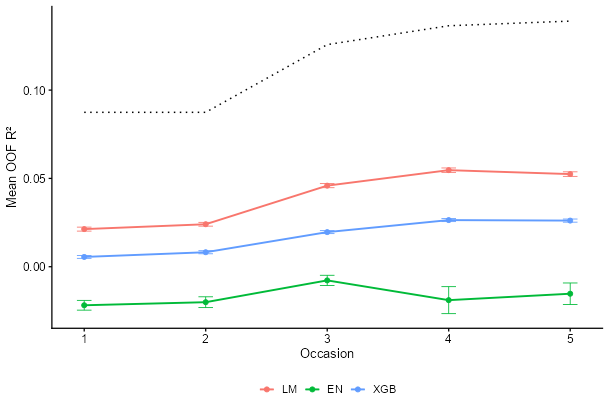 Mean OOF R²
0.10
0.05
0.00
1 2 3 4 5
Occasion
LM EN XGB